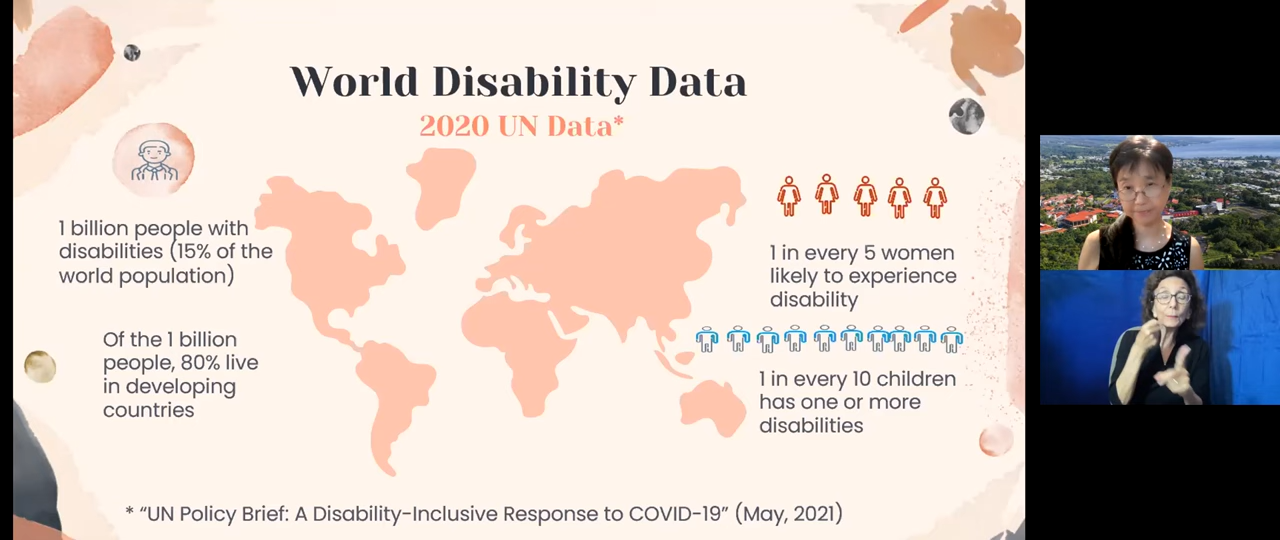 World Disability Data
2020 UN Data*
1 billion people with
disabilities (15% of the
world population)
Of the 1 billion
people, 80% live
in developing
countries
1 in every 5 women
likely to experience
disability
1 in every 10 children
has one or more
disabilities
* “UN Policy Brief: A Disability-Inclusive Response to COVID-19” (May, 2021)